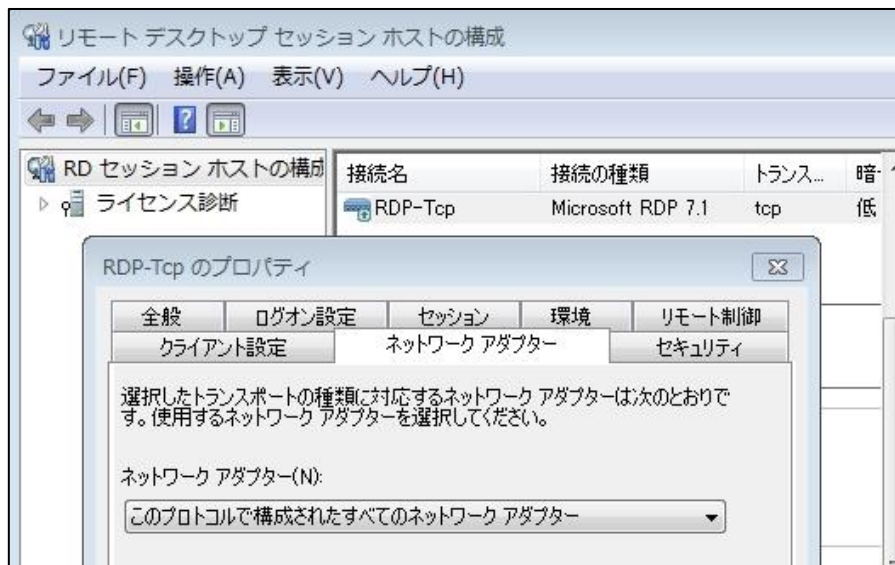 リモート デスクトップ セッション ホストの構成
ファイル(F) 操作(A) 表示(V) ヘルプ(H)
RD セッション ホストの構成
ライセンス診断
接続名 接続の種類 トランス... 暗
RDP-Tcp Microsoft RDP 7.1 tcp 低
RDP-Tcp のプロパティ
全般 ログオン設定 セッション 環境 リモート制御
クライアント設定 ネットワーク アダプター セキュリティ
選択したトランスポートの種類に対応するネットワーク アダプターは次のとおりで
す。使用するネットワーク アダプターを選択してください。
ネットワーク アダプター(N):
このプロトコルで構成されたすべてのネットワーク アダプター